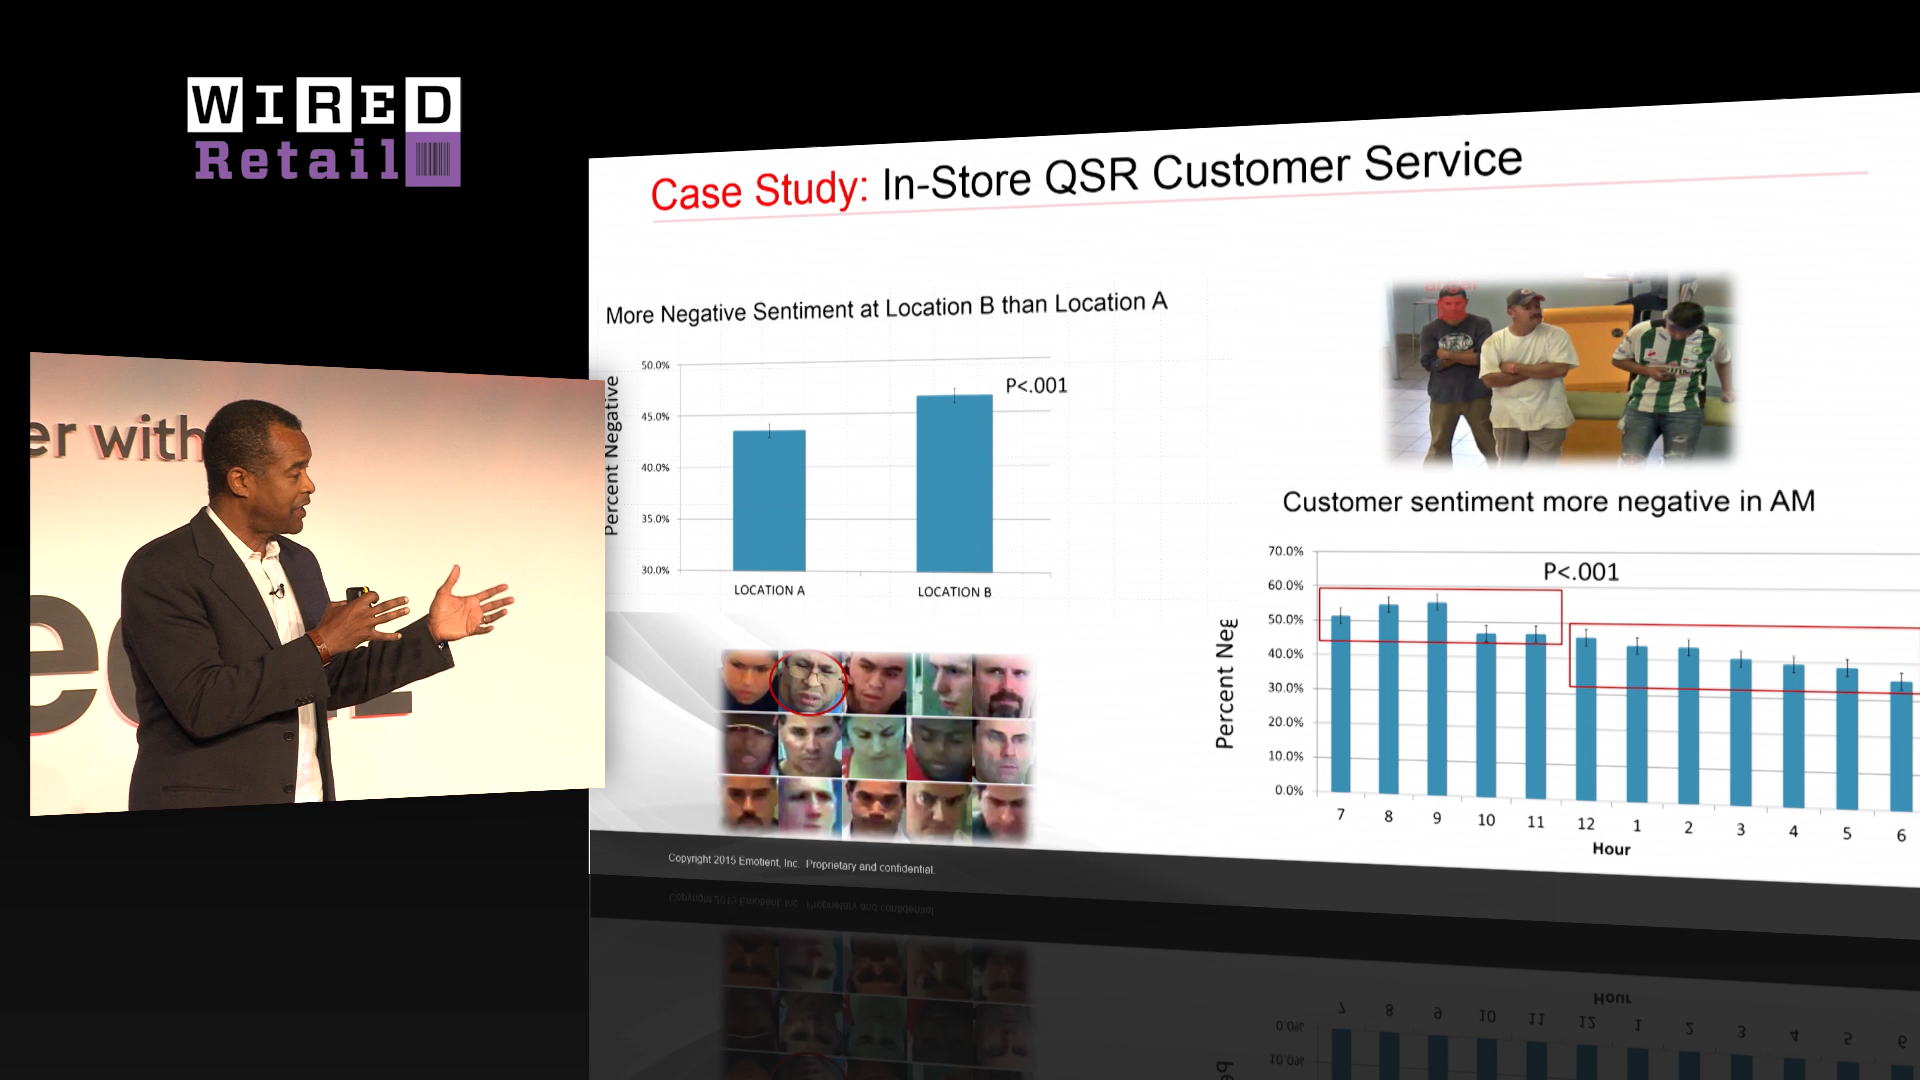 WIRED
Retail
Case Study: In-Store QSR Customer Service
More Negative Sentiment at Location B than Location A
Percent Negative
50.0%
45.0%
40.0%
35.0%
30.0%
P<.001
LOCATION A
LOCATION B
er with
Customer sentiment more negative in AM
Percent Neg
70.0%
60.0%
50.0%
40.0%
30.0%
20.0%
10.0%
0.0%
P<.001
7 8 9 10 11 12 1 2 3 4 5 6
Hour
Copyright 2015 Emotient, Inc. Proprietary and confidential.